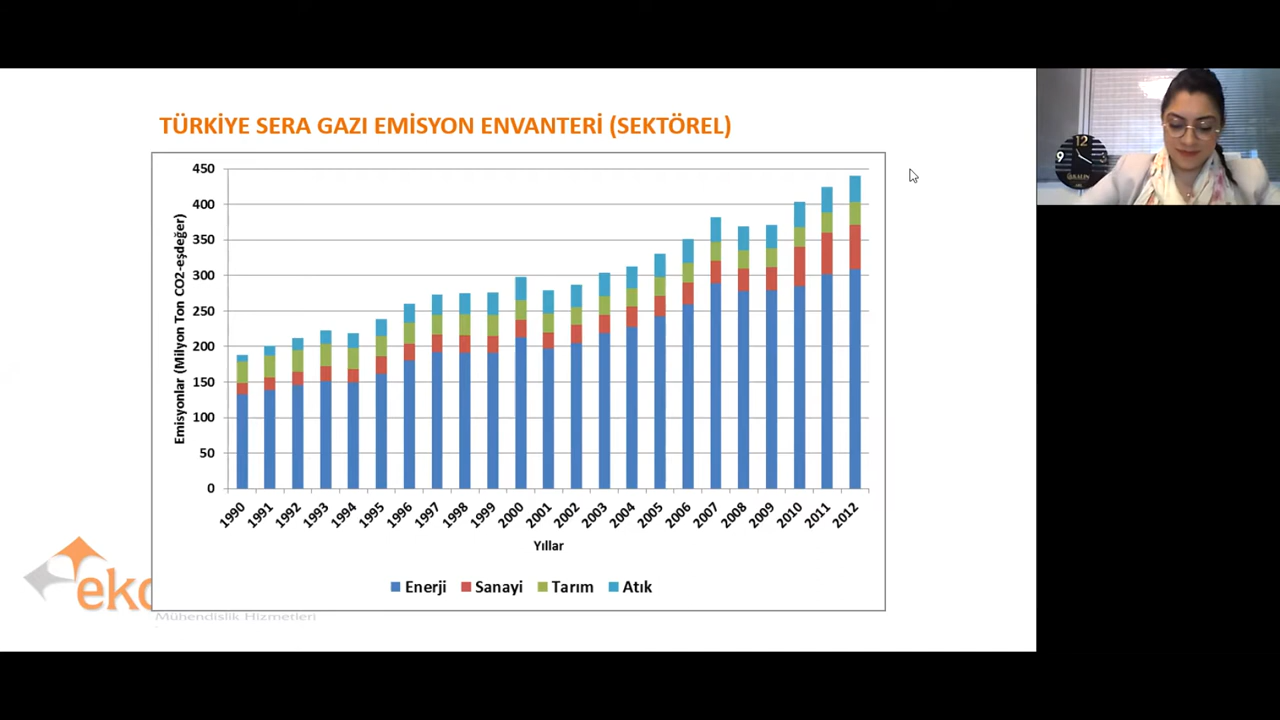 TÜRKİYE SERA GAZI EMİSYON ENVANTERİ (SEKTÖREL)
450
400
350
300
250
200
150
100
50
0
Emisyonlar (Milyon Ton CO2-eşdeğer)
1990 1991 1992 1993 1994 1995 1996 1997 1998 1999 2000 2001 2002 2003 2004 2005 2006 2007 2008 2009 2010 2011 2012
Yıllar
Enerji Sanayi Tarım Atık
eko
Mühendislik Hizmetleri
12
9 3